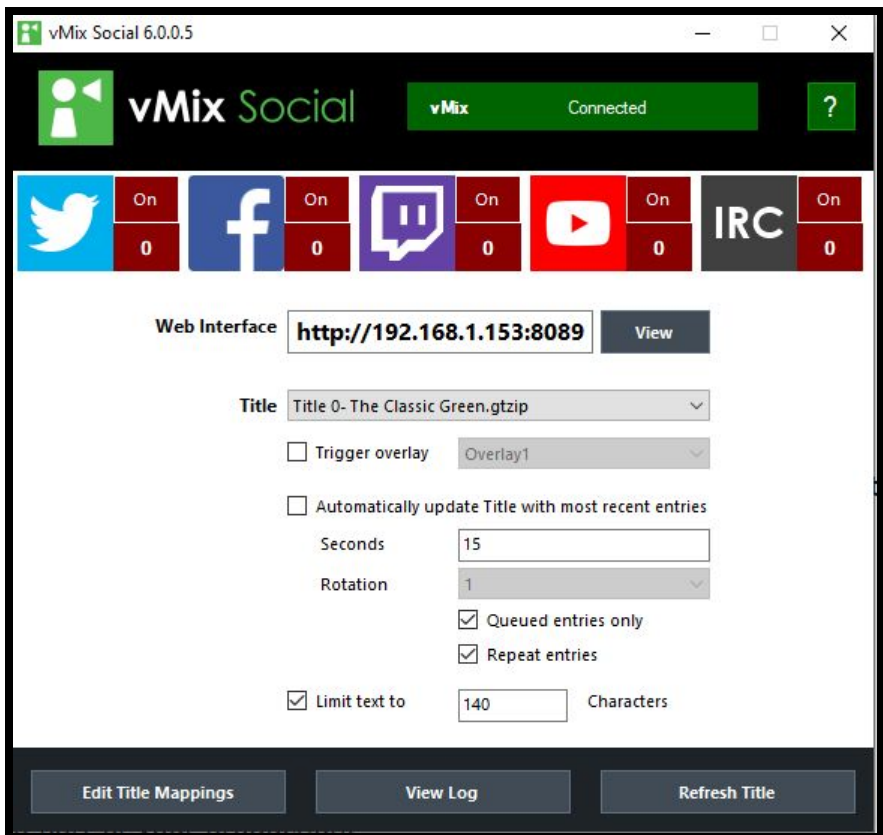 vMix Social 6.0.0.5
vMix Social
vMix Connected
?
On On On On On
IRC
0 0 0 0 0
Web Interface http://192.168.1.153:8089 View
Title Title 0- The Classic Green.gtzip
Trigger overlay Overlay1
Automatically update Title with most recent entries
Seconds 15
Rotation 1
Queued entries only
Repeat entries
Limit text to 140 Characters
Edit Title Mappings View Log Refresh Title